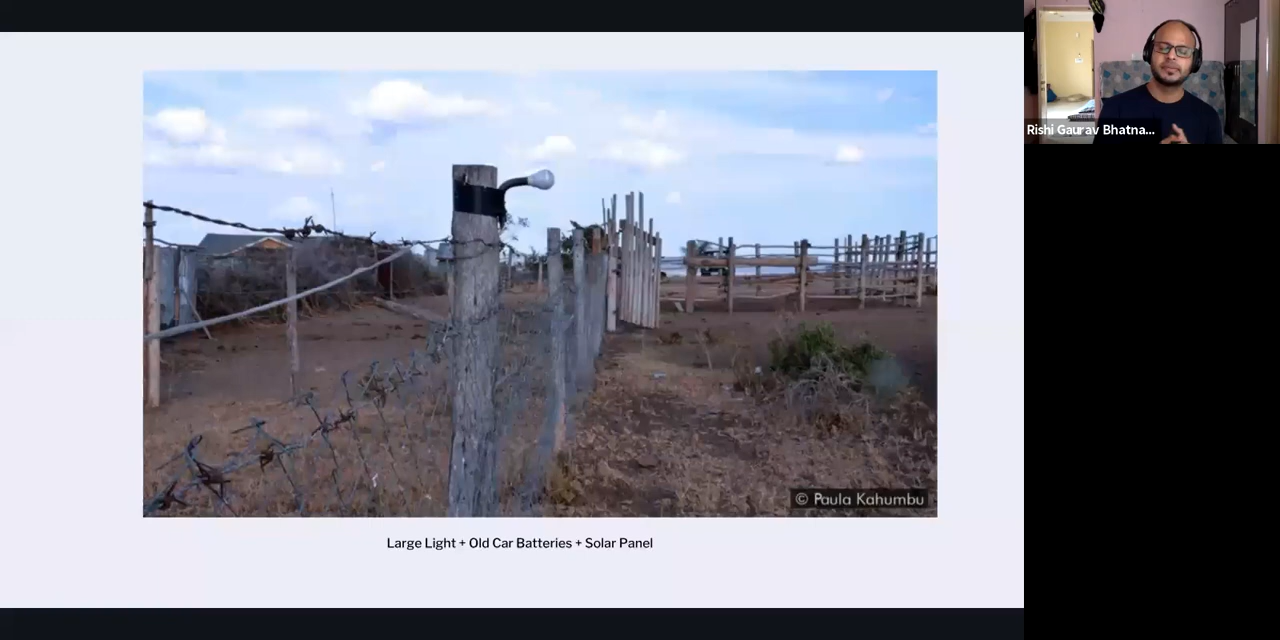 Rishi Gaurav Bhatna...
© Paula Kahumbu
Large Light + Old Car Batteries + Solar Panel